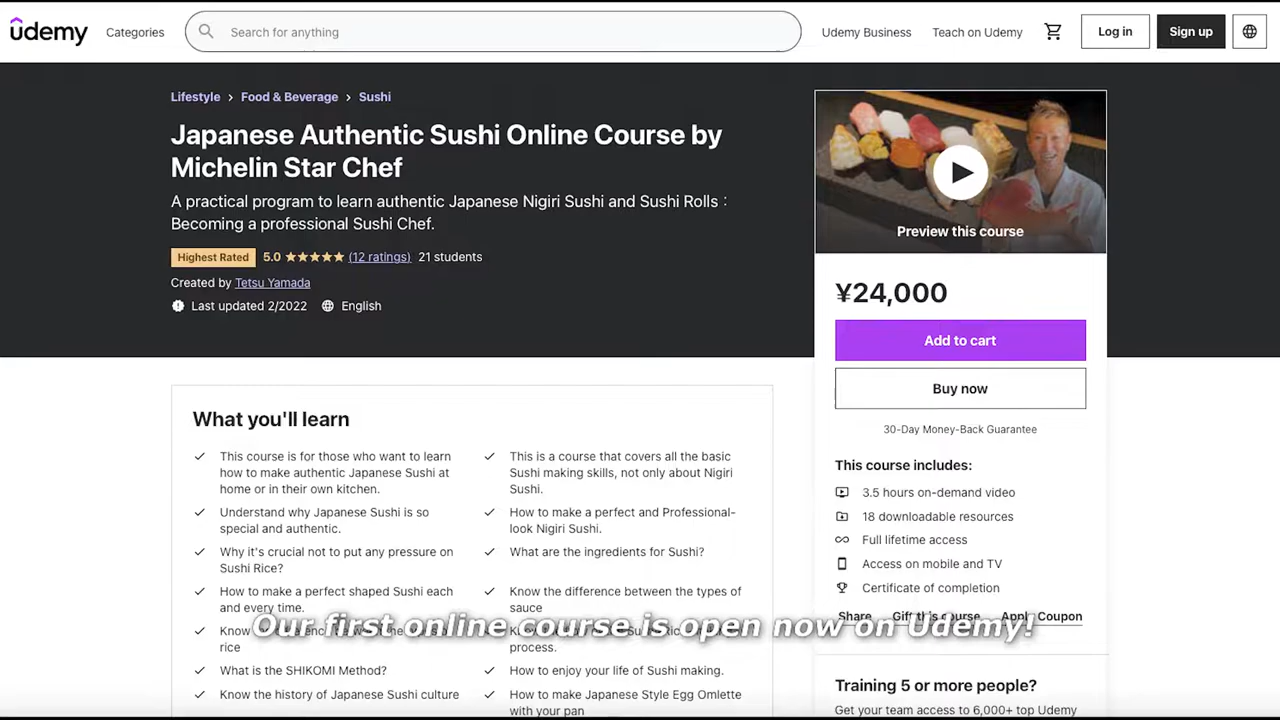 ûdemy
Categories
Search for anything
Udemy Business
Teach on Udemy
Log in
Sign up
Lifestyle > Food & Beverage > Sushi
Japanese Authentic Sushi Online Course by
Michelin Star Chef
A practical program to learn authentic Japanese Nigiri Sushi and Sushi Rolls :
Becoming a professional Sushi Chef.
Highest Rated 5.0 (12 ratings) 21 students
Created by Tetsu Yamada
Last updated 2/2022 English
Preview this course
¥24,000
Add to cart
Buy now
30-Day Money-Back Guarantee
This course includes:
3.5 hours on-demand video
18 downloadable resources
Full lifetime access
Access on mobile and TV
Certificate of completion
Share Gift this course Apply Coupon
Training 5 or more people?
Get your team access to 6,000+ top Udemy
What you'll learn
This course is for those who want to learn
how to make authentic Japanese Sushi at
home or in their own kitchen.
Understand why Japanese Sushi is so
special and authentic.
Why it's crucial not to put any pressure on
Sushi Rice?
How to make a perfect shaped Sushi each
and every time.
Know
rice
What is the SHIKOMI Method?
Know the history of Japanese Sushi culture
This is a course that covers all the basic
Sushi making skills, not only about Nigiri
Sushi.
How to make a perfect and Professional-
look Nigiri Sushi.
What are the ingredients for Sushi?
Know the difference between the types of
sauce
process.
How to enjoy your life of Sushi making.
How to make Japanese Style Egg Omlette
with your pan
Our first online course is open now on Udemy!